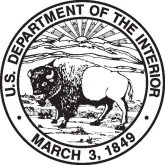 U.S. DEPARTMENT OF THE INTERIOR
MARCH 3, 1849